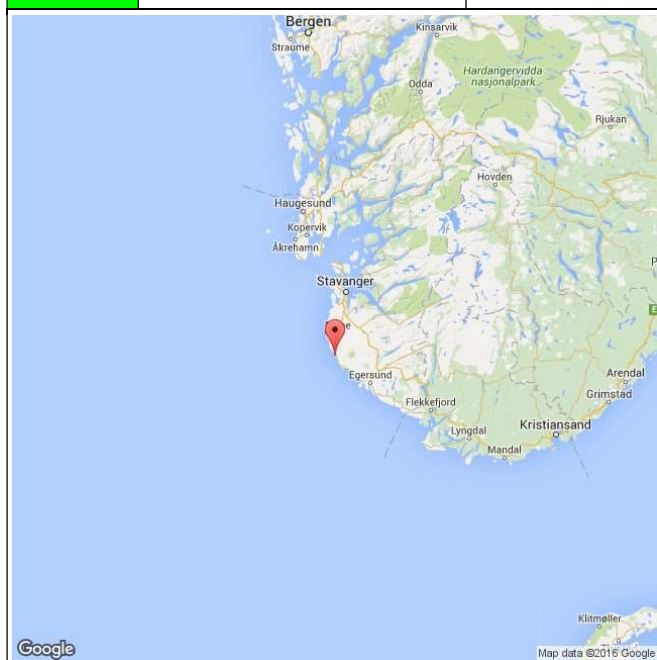 Bergen
Straume
Kinsarvik
Hardangervidda
nasjonalpark
Odda
Rjukan
Hovden
Haugesund
Kopervik
Åkrehamn
Stavanger
Egersund
Flekkefjord
Arendal
Grimstad
Lyngdal
Kristiansand
Mandal
Klitmøller
Google
Map data ©2016 Google